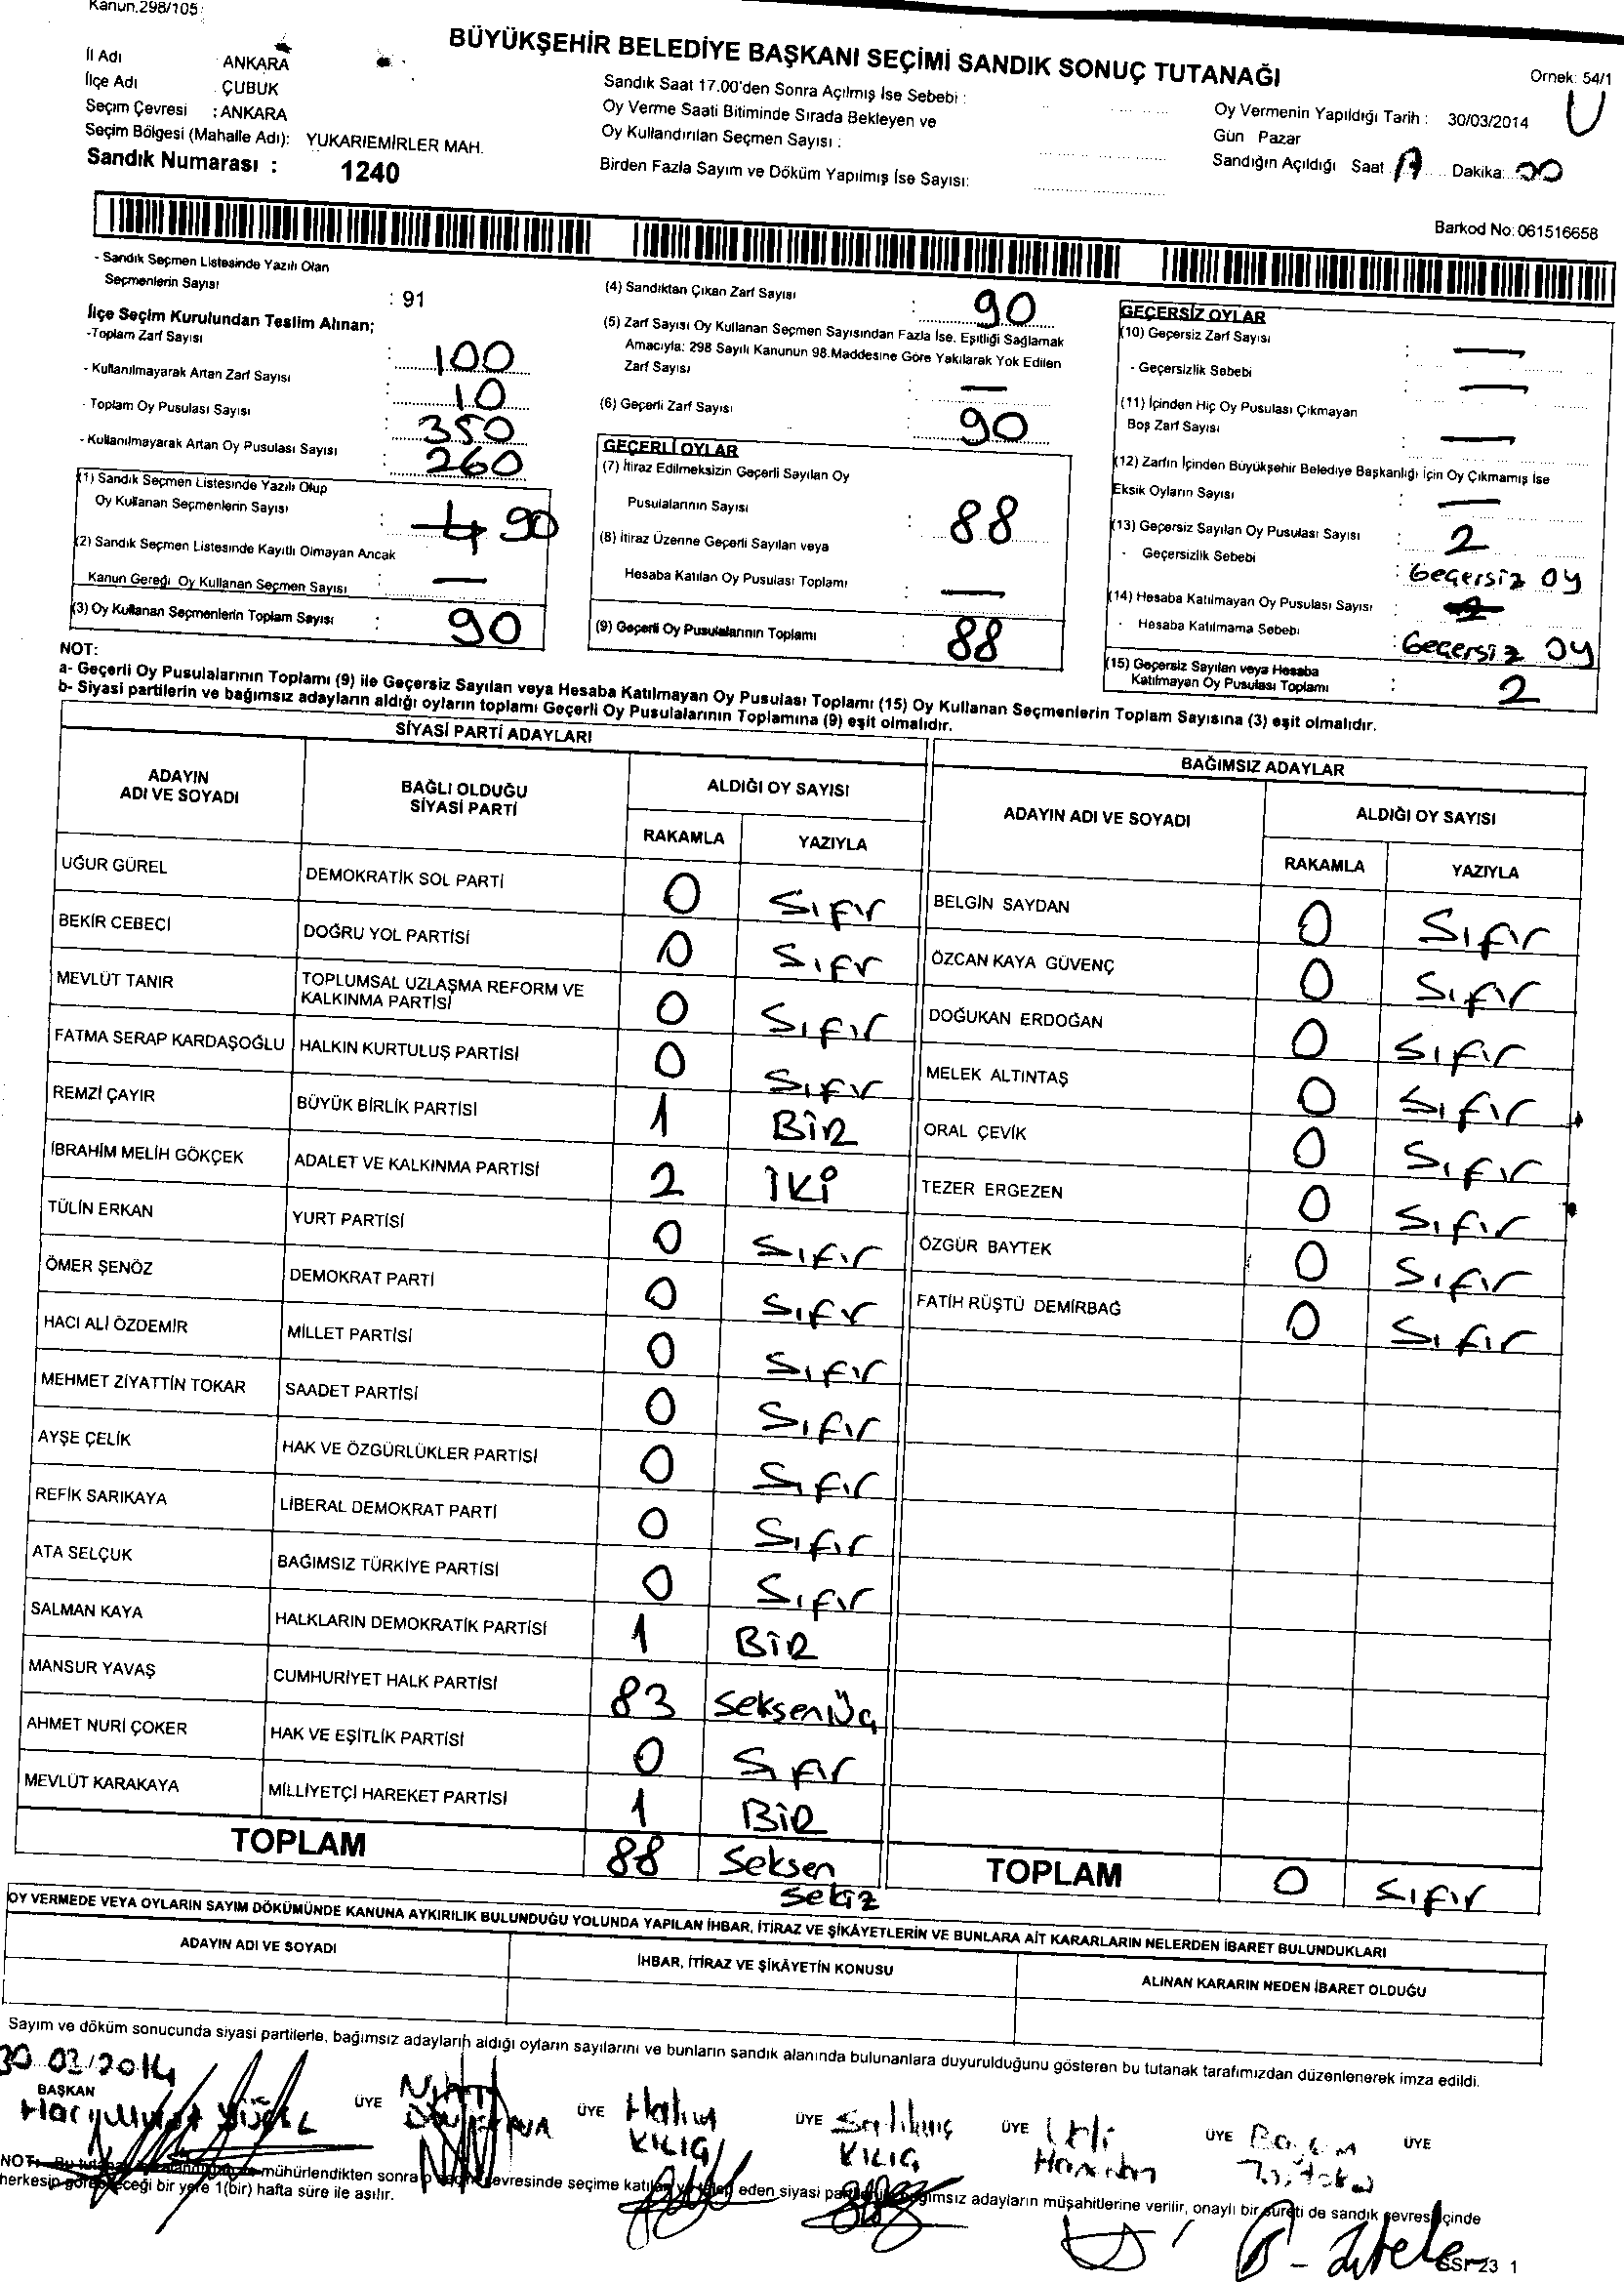 Kanun.298/105:
BÜYÜKŞEHİR BELEDİYE BAŞKANI SEÇİMİ SANDIK SONUÇ TUTANAĞI
Ornek: 54/1
İl Adı ANKARA
İlçe Adı : ÇUBUK
Seçim Çevresi : ANKARA
Seçim Bölgesi (Mahalle Adı): YUKARIEMİRLER MAH.
Sandık Numarası : 1240
Sandık Saat 17.00'den Sonra Açılmış İse Sebebi :
Oy Verme Saati Bitiminde Sırada Bekleyen ve
Oy Kullandırılan Seçmen Sayısı :
Birden Fazla Sayım ve Döküm Yapılmış İse Sayısı:
Oy Vermenin Yapıldığı Tarih : 30/03/2014
Gün Pazar
Sandığın Açıldığı Saat Dakika: 00
Barkod No: 061516658
- Sandık Seçmen Listesinde Yazılı Olan
Seçmenlerin Sayısı : 91
İlçe Seçim Kurulundan Teslim Alınan;
-Toplam Zarf Sayısı : 100
- Kullanılmayarak Artan Zarf Sayısı : 10
- Toplam Oy Pusulası Sayısı : 350
- Kullanılmayarak Artan Oy Pusulası Sayısı : 260
(1) Sandık Seçmen Listesinde Yazılı Olup
Oy Kullanan Seçmenlerin Sayısı : 90
(2) Sandık Seçmen Listesinde Kayıtlı Olmayan Ancak
Kanun Gereği Oy Kullanan Seçmen Sayısı : —
(3) Oy Kullanan Seçmenlerin Toplam Sayısı : 90
(4) Sandıktan Çıkan Zarf Sayısı : 90
(5) Zarf Sayısı Oy Kullanan Seçmen Sayısından Fazla İse, Eşitliği Sağlamak
Amacıyla: 298 Sayılı Kanunun 98.Maddesine Göre Yakılarak Yok Edilen
Zarf Sayısı : —
(6) Geçerli Zarf Sayısı : 90
GEÇERLİ OYLAR
(7) İtiraz Edilmeksizin Geçerli Sayılan Oy
Pusulalarının Sayısı : 88
(8) İtiraz Üzerine Geçerli Sayılan veya
Hesaba Katılan Oy Pusulası Toplamı : —
(9) Geçerli Oy Pusulalarının Toplamı : 88
GEÇERSİZ OYLAR
(10) Geçersiz Zarf Sayısı : —
- Geçersizlik Sebebi : —
(11) İçinden Hiç Oy Pusulası Çıkmayan
Boş Zarf Sayısı : —
(12) Zarfın İçinden Büyükşehir Belediye Başkanlığı İçin Oy Çıkmamış İse
Eksik Oyların Sayısı : —
(13) Geçersiz Sayılan Oy Pusulası Sayısı : 2
- Geçersizlik Sebebi : Geçersiz oy
(14) Hesaba Katılmayan Oy Pusulası Sayısı :
- Hesaba Katılmama Sebebi : Geçersiz oy
(15) Geçersiz Sayılan veya Hesaba
Katılmayan Oy Pusulası Toplamı : 2
NOT:
a- Geçerli Oy Pusulalarının Toplamı (9) ile Geçersiz Sayılan veya Hesaba Katılmayan Oy Pusulası Toplamı (15) Oy Kullanan Seçmenlerin Toplam Sayısına (3) eşit olmalıdır.
b- Siyasi partilerin ve bağımsız adayların aldığı oyların toplamı Geçerli Oy Pusulalarının Toplamına (9) eşit olmalıdır.
SİYASİ PARTİ ADAYLARI
ADAYIN ADI VE SOYADI BAĞLI OLDUĞU SİYASİ PARTİ ALDIĞI OY SAYISI
RAKAMLA YAZIYLA
UĞUR GÜREL DEMOKRATİK SOL PARTİ 0 Sıfır
BEKİR CEBECİ DOĞRU YOL PARTİSİ 0 Sıfır
MEVLÜT TANIR TOPLUMSAL UZLAŞMA REFORM VE KALKINMA PARTİSİ 0 Sıfır
FATMA SERAP KARDAŞOĞLU HALKIN KURTULUŞ PARTİSİ 0 Sıfır
REMZİ ÇAYIR BÜYÜK BİRLİK PARTİSİ 1 BİR
İBRAHİM MELİH GÖKÇEK ADALET VE KALKINMA PARTİSİ 2 İKİ
TÜLİN ERKAN YURT PARTİSİ 0 Sıfır
ÖMER ŞENÖZ DEMOKRAT PARTİ 0 Sıfır
HACI ALİ ÖZDEMİR MİLLET PARTİSİ 0 Sıfır
MEHMET ZİYATTİN TOKAR SAADET PARTİSİ 0 Sıfır
AYŞE ÇELİK HAK VE ÖZGÜRLÜKLER PARTİSİ 0 Sıfır
REFİK SARIKAYA LİBERAL DEMOKRAT PARTİ 0 Sıfır
ATA SELÇUK BAĞIMSIZ TÜRKİYE PARTİSİ 0 Sıfır
SALMAN KAYA HALKLARIN DEMOKRATİK PARTİSİ 1 BİR
MANSUR YAVAŞ CUMHURİYET HALK PARTİSİ 83 Seksenüç
AHMET NURİ ÇOKER HAK VE EŞİTLİK PARTİSİ 0 Sıfır
MEVLÜT KARAKAYA MİLLİYETÇİ HAREKET PARTİSİ 1 BİR
TOPLAM 88 Seksen Sekiz
BAĞIMSIZ ADAYLAR
ADAYIN ADI VE SOYADI ALDIĞI OY SAYISI
RAKAMLA YAZIYLA
BELGİN SAYDAN 0 Sıfır
ÖZCAN KAYA GÜVENÇ 0 Sıfır
DOĞUKAN ERDOĞAN 0 Sıfır
MELEK ALTINTAŞ 0 Sıfır
ORAL ÇEVİK 0 Sıfır
TEZER ERGEZEN 0 Sıfır
ÖZGÜR BAYTEK 0 Sıfır
FATİH RÜŞTÜ DEMİRBAĞ 0 Sıfır
TOPLAM 0 Sıfır
OY VERMEDE VEYA OYLARIN SAYIM DÖKÜMÜNDE KANUNA AYKIRILIK BULUNDUĞU YOLUNDA YAPILAN İHBAR, İTİRAZ VE ŞİKÂYETLERİN VE BUNLARA AİT KARARLARIN NELERDEN İBARET BULUNDUKLARI
ADAYIN ADI VE SOYADI İHBAR, İTİRAZ VE ŞİKÂYETİN KONUSU ALINAN KARARIN NEDEN İBARET OLDUĞU
Sayım ve döküm sonucunda siyasi partilerle, bağımsız adayların aldığı oyların sayılarını ve bunların sandık alanında bulunanlara duyurulduğunu gösteren bu tutanak tarafımızdan düzenlenerek imza edildi.
30.03/2014
BAŞKAN ÜYE ÜYE ÜYE ÜYE ÜYE ÜYE
Halim KILIÇ
KILIÇ
NOT: Bu mühürlendikten sonra çevresinde seçime eden siyasi bağımsız adayların müşahitlerine verilir, onaylı bir sureti de sandık çevresi içinde
herkesin göreceği bir yere 1(bir) hafta süre ile asılır.
23 1